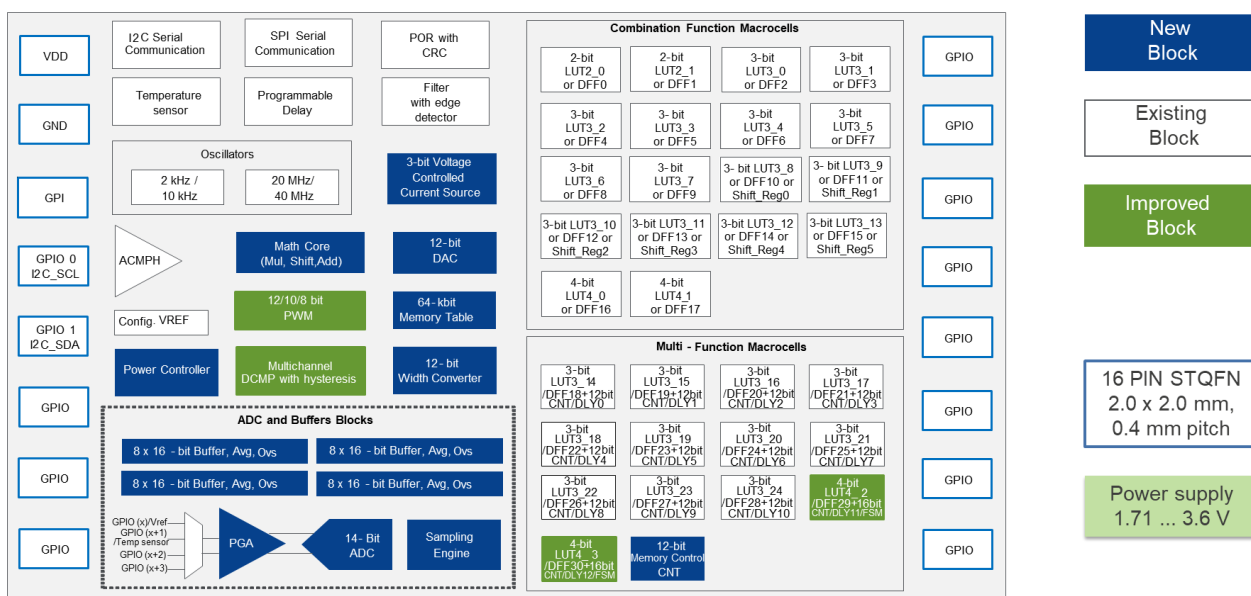 VDD
GND
GPI
GPIO 0
I2C_SCL
GPIO 1
I2C_SDA
GPIO
GPIO
GPIO
I2C Serial
Communication
SPI Serial
Communication
POR with
CRC
Temperature
sensor
Programmable
Delay
Filter
with edge
detector
Oscillators
2 kHz /
10 kHz
20 MHz/
40 MHz
3-bit Voltage
Controlled
Current Source
ACMPH
Math Core
(Mul, Shift,Add)
12-bit
DAC
Config. VREF
12/10/8 bit
PWM
64-kbit
Memory Table
Power Controller
Multichannel
DCMP with hysteresis
12-bit
Width Converter
ADC and Buffers Blocks
8 x 16 - bit Buffer, Avg, Ovs
8 x 16 - bit Buffer, Avg, Ovs
8 x 16 - bit Buffer, Avg, Ovs
8 x 16 - bit Buffer, Avg, Ovs
GPIO (x)/Vref
GPIO (x+1)
/Temp sensor
GPIO (x+2)
GPIO (x+3)
PGA
14- Bit
ADC
Sampling
Engine
Combination Function Macrocells
2-bit
LUT2_0
or DFF0
2-bit
LUT2_1
or DFF1
3-bit
LUT3_0
or DFF2
3-bit
LUT3_1
or DFF3
3-bit
LUT3_2
or DFF4
3- bit
LUT3_3
or DFF5
3-bit
LUT3_4
or DFF6
3-bit
LUT3_5
or DFF7
3-bit
LUT3_6
or DFF8
3-bit
LUT3_7
or DFF9
3- bit LUT3_8
or DFF10 or
Shift_Reg0
3- bit LUT3_9
or DFF11 or
Shift_Reg1
3-bit LUT3_10
or DFF12 or
Shift_Reg2
3-bit LUT3_11
or DFF13 or
Shift_Reg3
3-bit LUT3_12
or DFF14 or
Shift_Reg4
3-bit LUT3_13
or DFF15 or
Shift_Reg5
4-bit
LUT4_0
or DFF16
4-bit
LUT4_1
or DFF17
Multi - Function Macrocells
3-bit
LUT3_14
/DFF18+12bit
CNT/DLY0
3-bit
LUT3_15
/DFF19+12bit
CNT/DLY1
3-bit
LUT3_16
/DFF20+12bit
CNT/DLY2
3-bit
LUT3_17
/DFF21+12bit
CNT/DLY3
3-bit
LUT3_18
/DFF22+12bit
CNT/DLY4
3-bit
LUT3_19
/DFF23+12bit
CNT/DLY5
3-bit
LUT3_20
/DFF24+12bit
CNT/DLY6
3-bit
LUT3_21
/DFF25+12bit
CNT/DLY7
3-bit
LUT3_22
/DFF26+12bit
CNT/DLY8
3-bit
LUT3_23
/DFF27+12bit
CNT/DLY9
3-bit
LUT3_24
/DFF28+12bit
CNT/DLY10
4-bit
LUT4_2
/DFF29+16bit
CNT/DLY11/FSM
4-bit
LUT4_3
/DFF30+16bit
CNT/DLY12/FSM
12-bit
Memory Control
CNT
GPIO
GPIO
GPIO
GPIO
GPIO
GPIO
GPIO
GPIO
New
Block
Existing
Block
Improved
Block
16 PIN STQFN
2.0 x 2.0 mm,
0.4 mm pitch
Power supply
1.71 ... 3.6 V